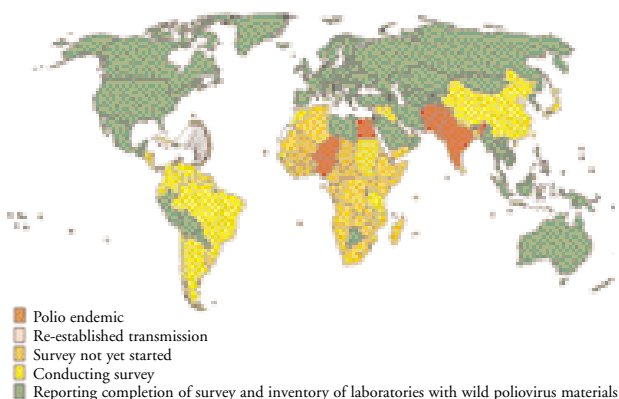 Polio endemic
Re-established transmission
Survey not yet started
Conducting survey
Reporting completion of survey and inventory of laboratories with wild poliovirus materials